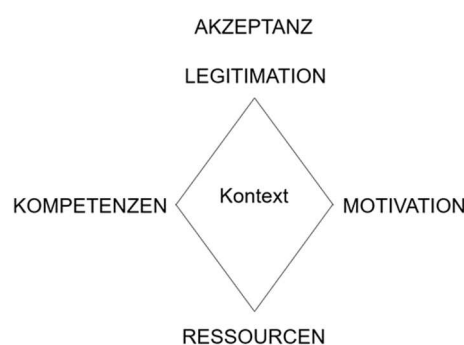 AKZEPTANZ
LEGITIMATION
Kontext
KOMPETENZEN
MOTIVATION
RESSOURCEN